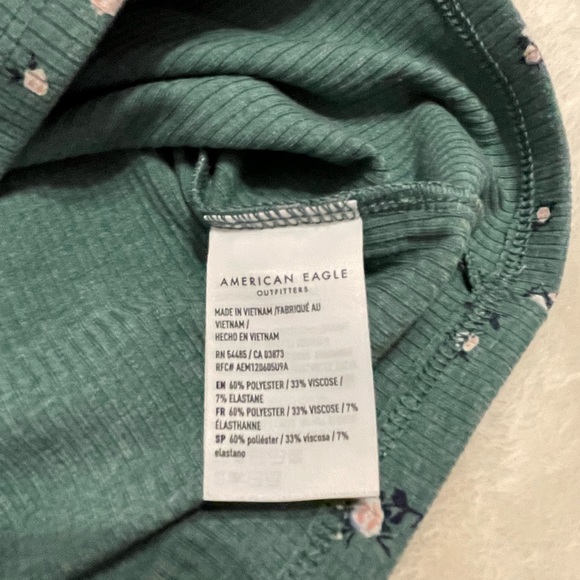 AMERICAN EAGLE
OUTFITTERS
MADE IN VIETNAM /FABRIQUÉ AU
VIETNAM /
HECHO EN VIETNAM
RN 54485 / CA 03873
RFC# AEM120605U9A
EN 60% POLYESTER / 33% VISCOSE /
7% ELASTANE
FR 60% POLYESTER / 33% VISCOSE / 7%
ÉLASTHANNE
SP 60% poliéster / 33% viscosa / 7%
elastano